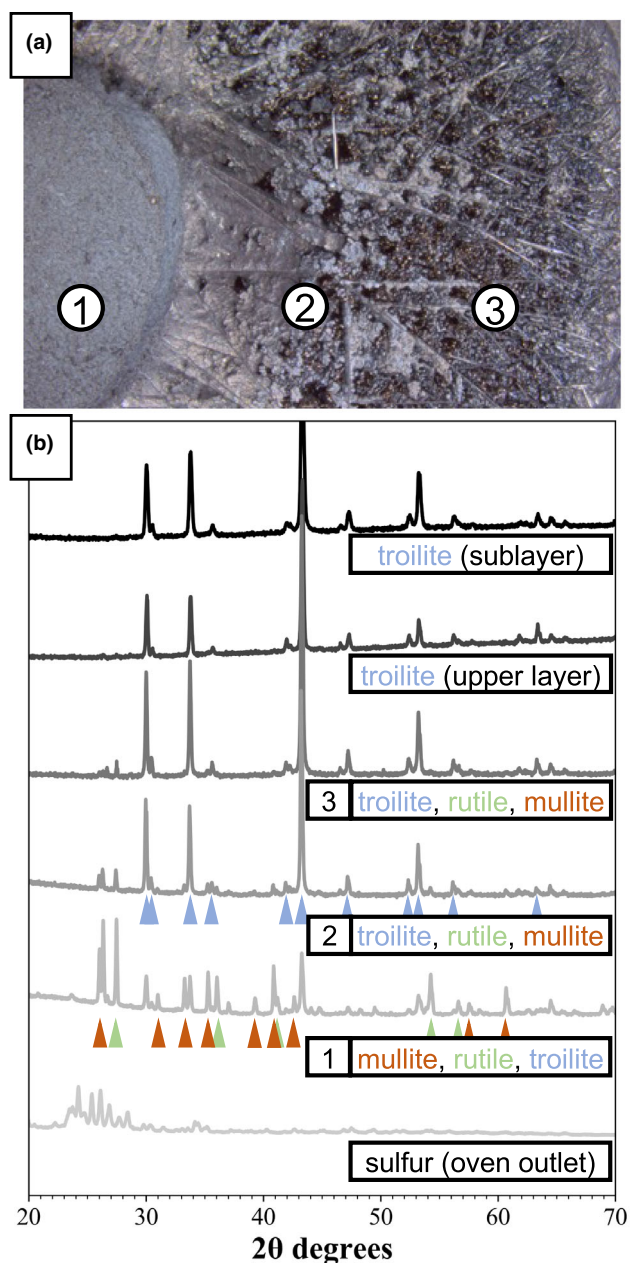 (a)
1 2 3
(b)
troilite (sublayer)
troilite (upper layer)
3 troilite, rutile, mullite
2 troilite, rutile, mullite
1 mullite, rutile, troilite
sulfur (oven outlet)
20 30 40 50 60 70
2θ degrees